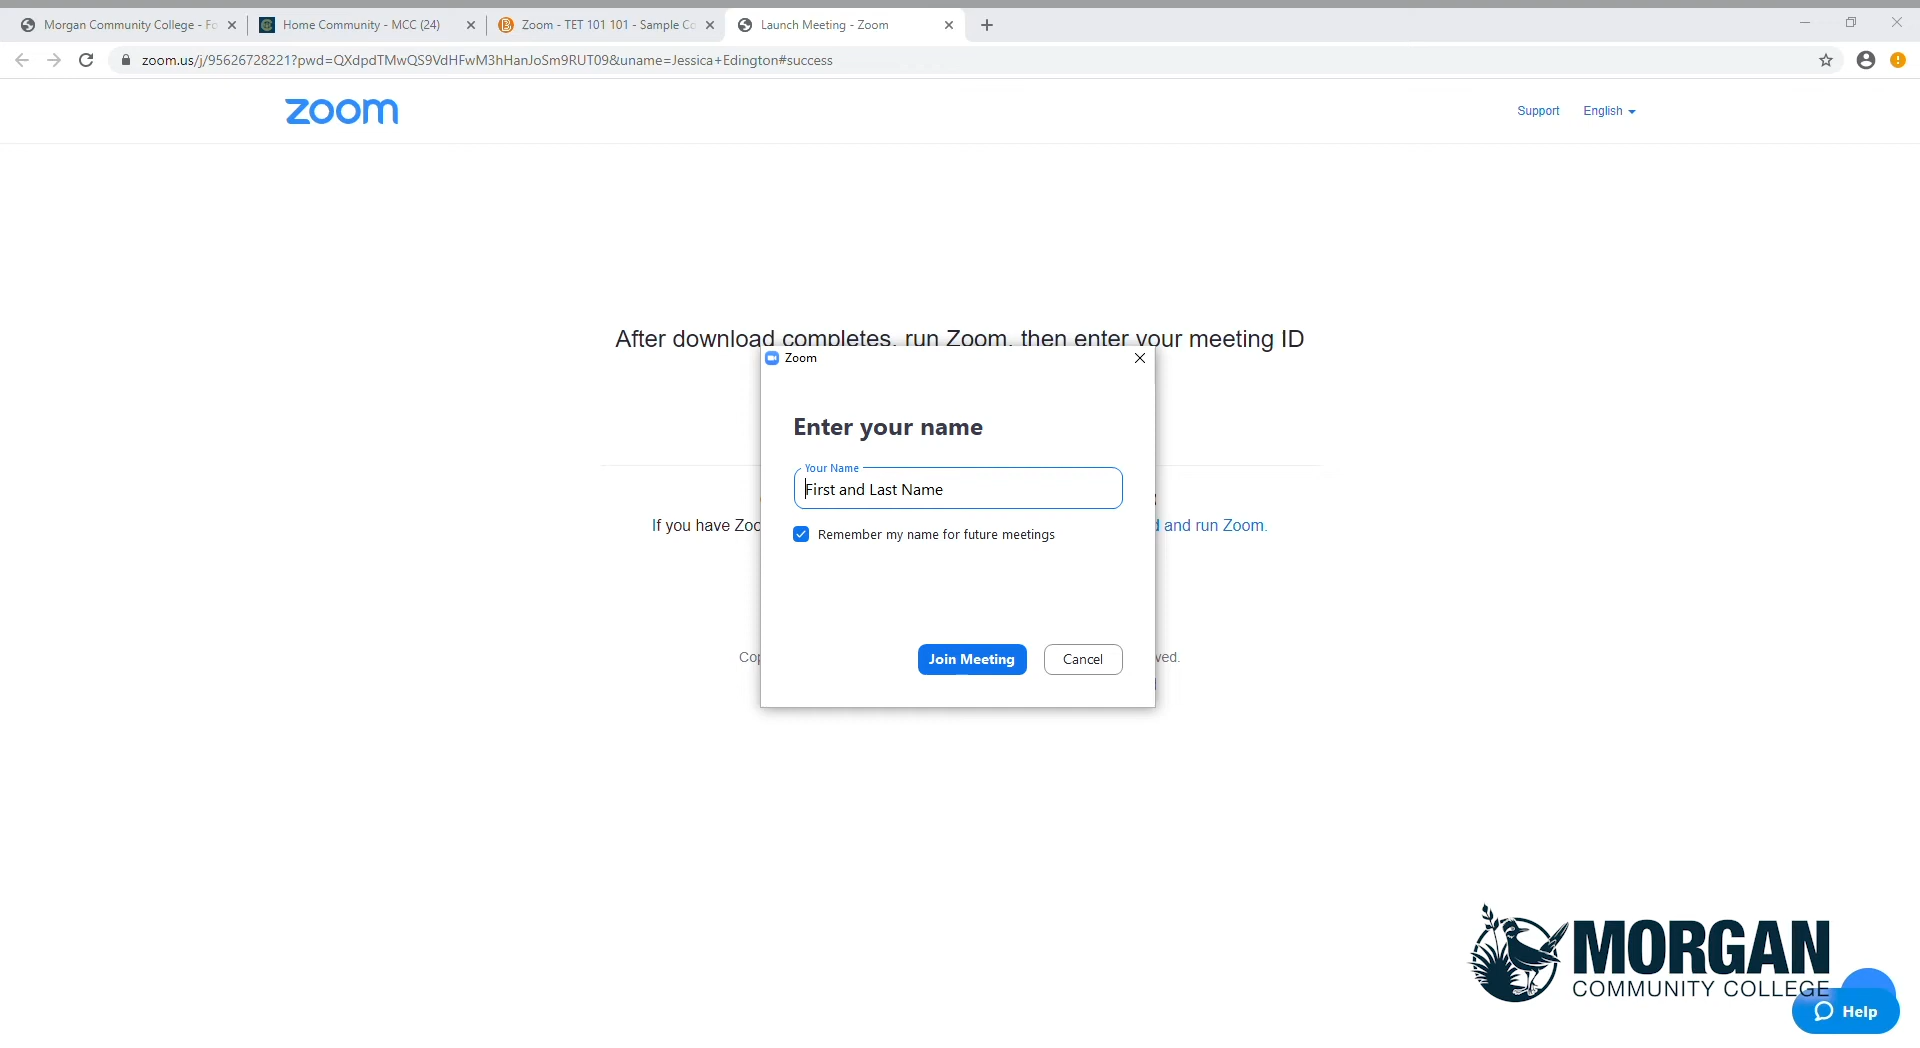 Morgan Community College - Fo
Home Community - MCC (24)
Zoom - TET 101 101 - Sample Co
Launch Meeting - Zoom
zoom.us/j/95626728221?pwd=QXdpdTMwQS9VdHFwM3hHanJoSm9RUT09&uname=Jessica+Edington#success
zoom
Support
English
After download completes, run Zoom, then enter your meeting ID
Zoom
Enter your name
Your Name
First and Last Name
If you have Zoo
d and run Zoom.
Remember my name for future meetings
Cop
Join Meeting
Cancel
ved.
MORGAN
COMMUNITY COLLEGE
Help